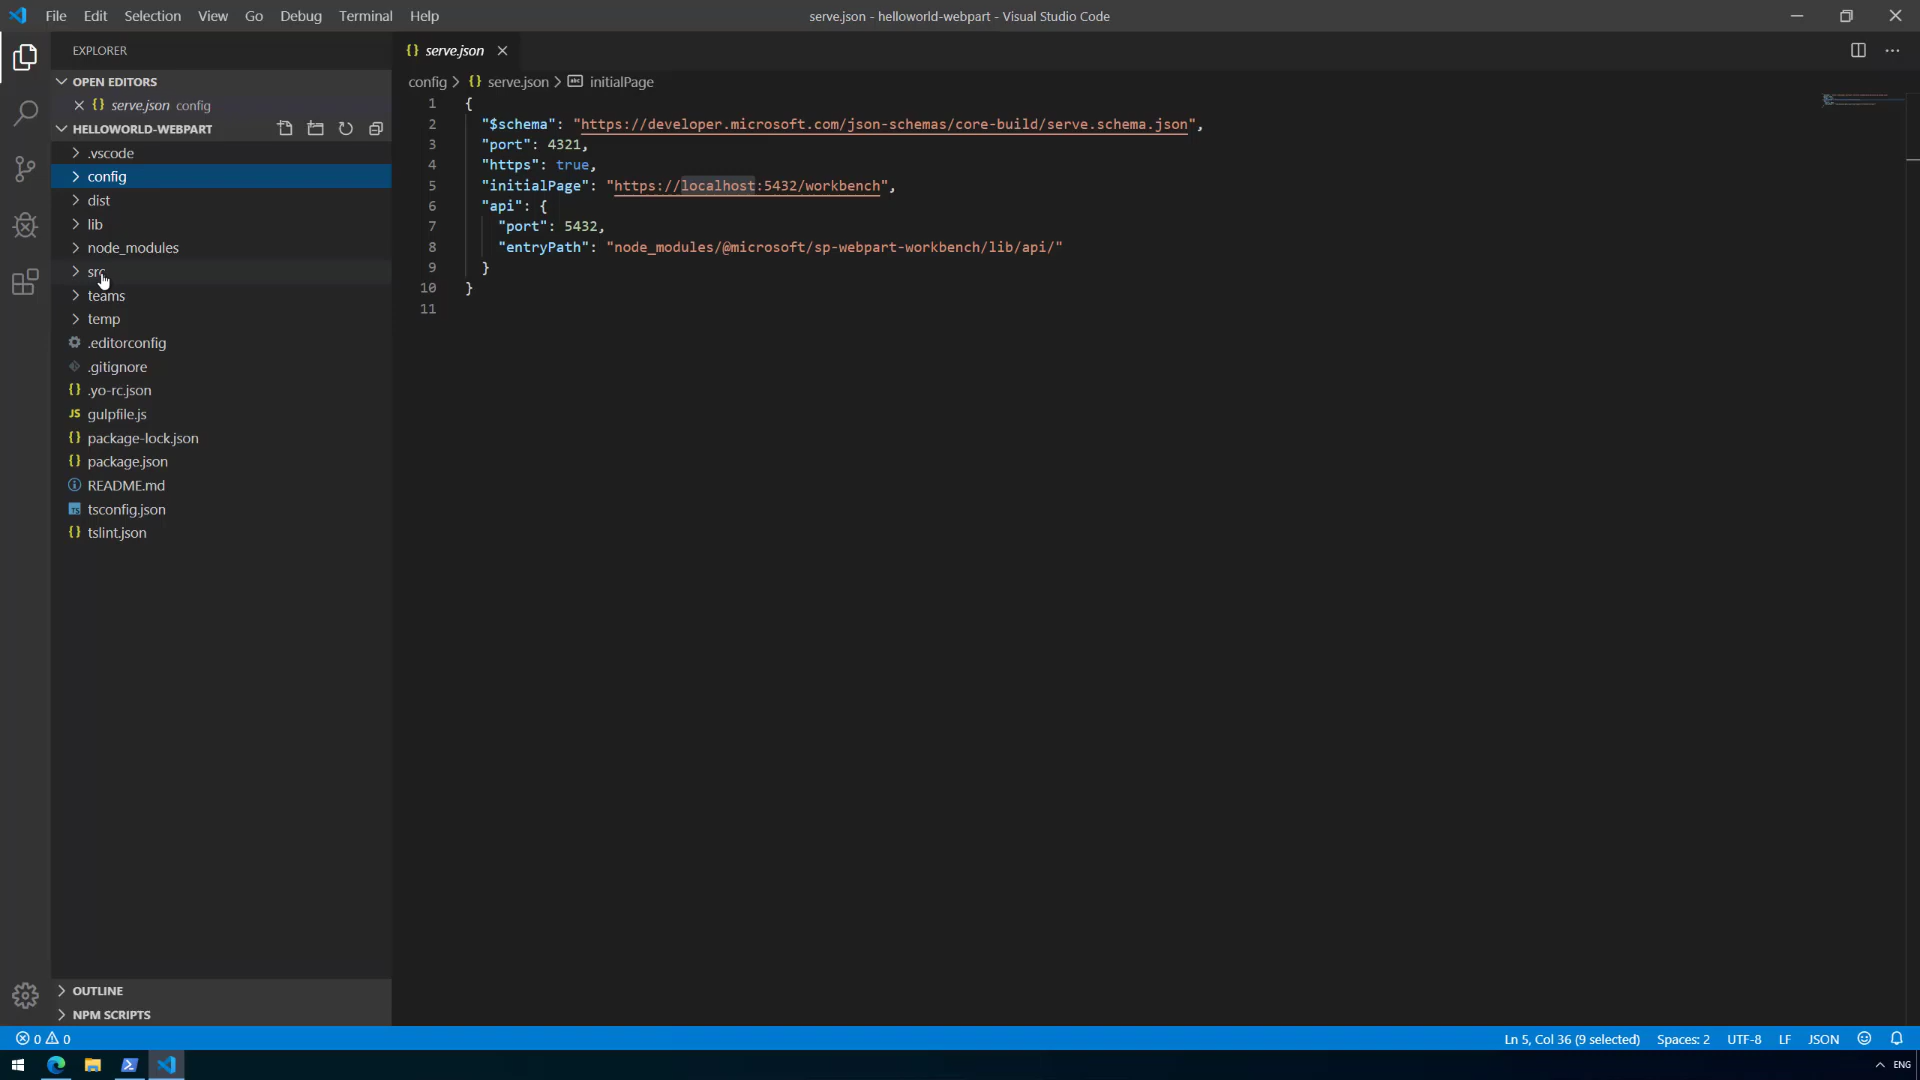 File Edit Selection View Go Debug Terminal Help
serve.json - helloworld-webpart - Visual Studio Code
EXPLORER
OPEN EDITORS
serve.json config
HELLOWORLD-WEBPART
.vscode
config
dist
lib
node_modules
src
teams
temp
.editorconfig
.gitignore
.yo-rc.json
JS gulpfile.js
package-lock.json
package.json
README.md
TS tsconfig.json
tslint.json
OUTLINE
NPM SCRIPTS
{} serve.json
config > {} serve.json > abc initialPage
1 {
2 "$schema": "https://developer.microsoft.com/json-schemas/core-build/serve.schema.json",
3 "port": 4321,
4 "https": true,
5 "initialPage": "https://localhost:5432/workbench",
6 "api": {
7 "port": 5432,
8 "entryPath": "node_modules/@microsoft/sp-webpart-workbench/lib/api/"
9 }
10 }
11
0 0
Ln 5, Col 36 (9 selected) Spaces: 2 UTF-8 LF JSON
ENG